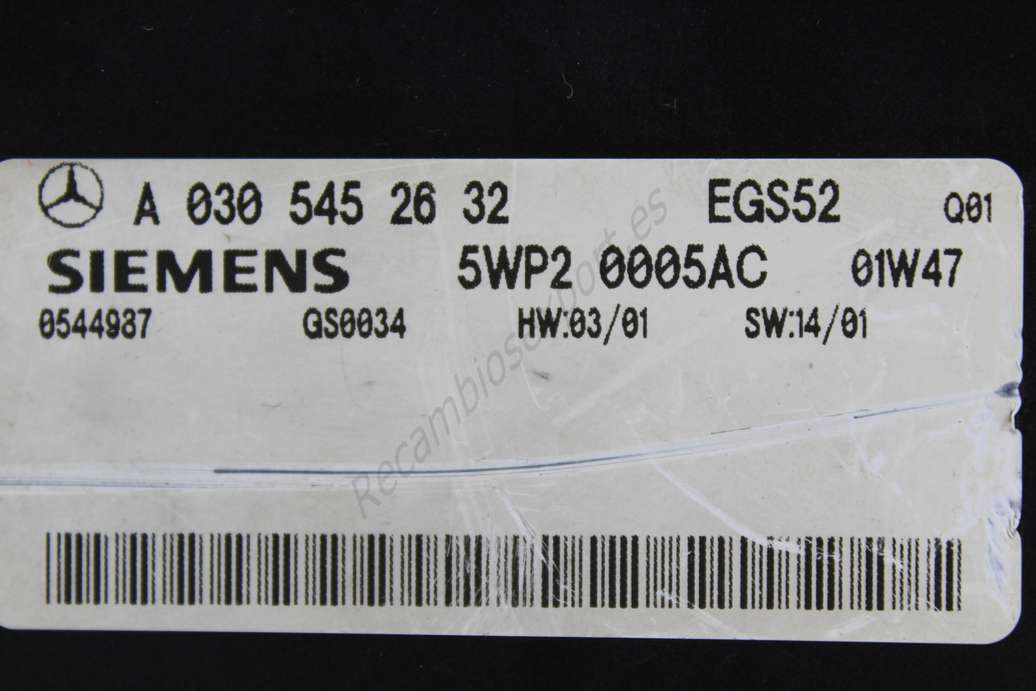 A 030 545 26 32 EGS52 Q01
SIEMENS 5WP2 0005AC 01W47
0544987 GS0034 HW:03/01 SW:14/01
Recambiosexport.es